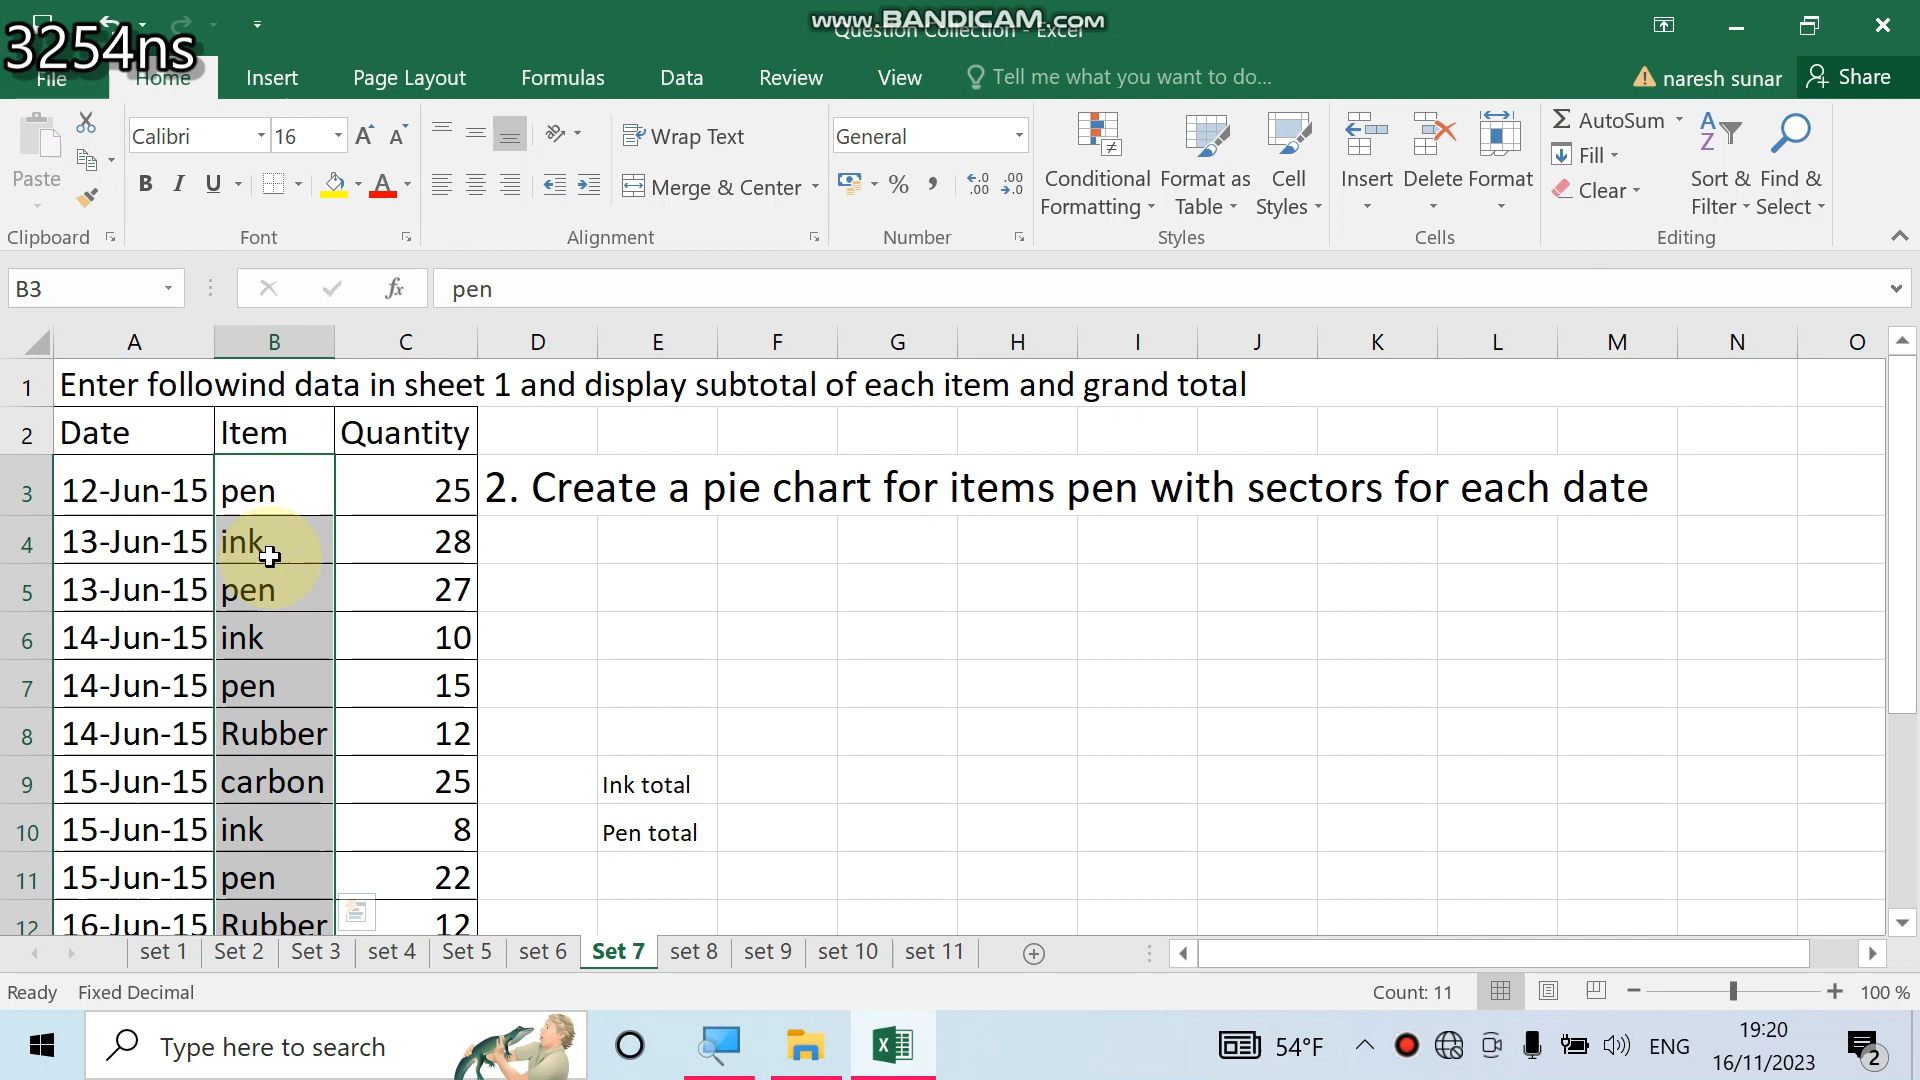 www.BANDICAM.com
Question Collection - Excel
3254ns
File Home Insert Page Layout Formulas Data Review View Tell me what you want to do... naresh sunar Share
Calibri 16 Wrap Text General AutoSum
Paste B I U Merge & Center % Conditional Formatting Format as Table Cell Styles Insert Delete Format Fill Clear Sort & Filter Find & Select
Clipboard Font Alignment Number Styles Cells Editing
B3 fx pen
A B C D E F G H I J K L M N O
1 Enter followind data in sheet 1 and display subtotal of each item and grand total
2 Date Item Quantity
3 12-Jun-15 pen 25 2. Create a pie chart for items pen with sectors for each date
4 13-Jun-15 ink 28
5 13-Jun-15 pen 27
6 14-Jun-15 ink 10
7 14-Jun-15 pen 15
8 14-Jun-15 Rubber 12
9 15-Jun-15 carbon 25 Ink total
10 15-Jun-15 ink 8 Pen total
11 15-Jun-15 pen 22
12 16-Jun-15 Rubber 12
set 1 Set 2 Set 3 set 4 Set 5 set 6 Set 7 set 8 set 9 set 10 set 11
Ready Fixed Decimal Count: 11 100 %
Type here to search 54°F ENG 19:20
16/11/2023 2